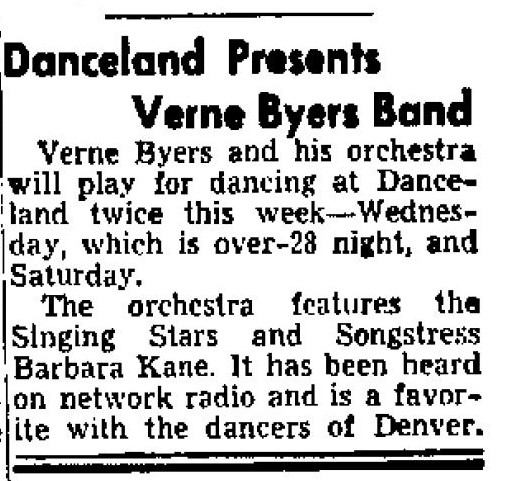 Danceland Presents
Verne Byers Band
Verne Byers and his orchestra
will play for dancing at Dance-
land twice this week—Wednes-
day, which is over-28 night, and
Saturday.
The orchestra features the
Singing Stars and Songstress
Barbara Kane. It has been heard
on network radio and is a favor-
ite with the dancers of Denver.